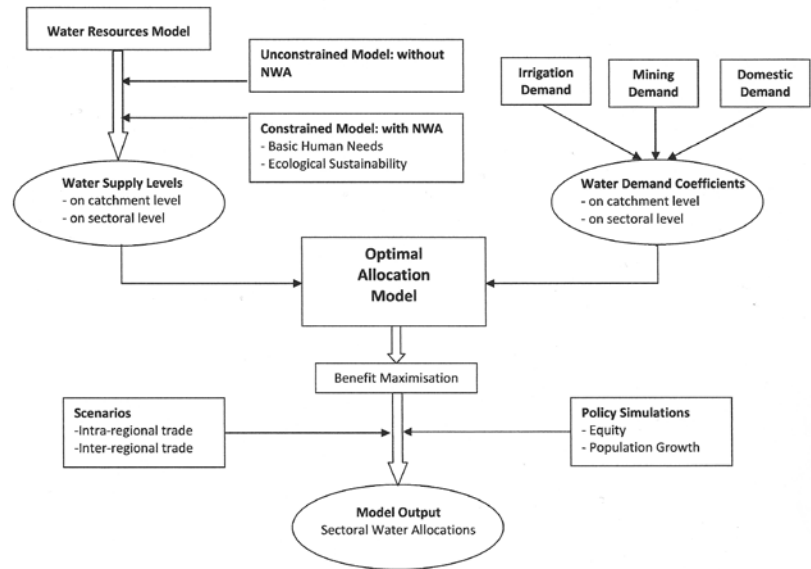 Water Resources Model
Unconstrained Model: without
NWA
Constrained Model: with NWA
- Basic Human Needs
- Ecological Sustainability
Irrigation
Demand
Mining
Demand
Domestic
Demand
Water Supply Levels
- on catchment level
- on sectoral level
Water Demand Coefficients
- on catchment level
- on sectoral level
Optimal
Allocation
Model
Benefit Maximisation
Scenarios
-Intra-regional trade
-Inter-regional trade
Policy Simulations
- Equity
- Population Growth
Model Output
Sectoral Water Allocations